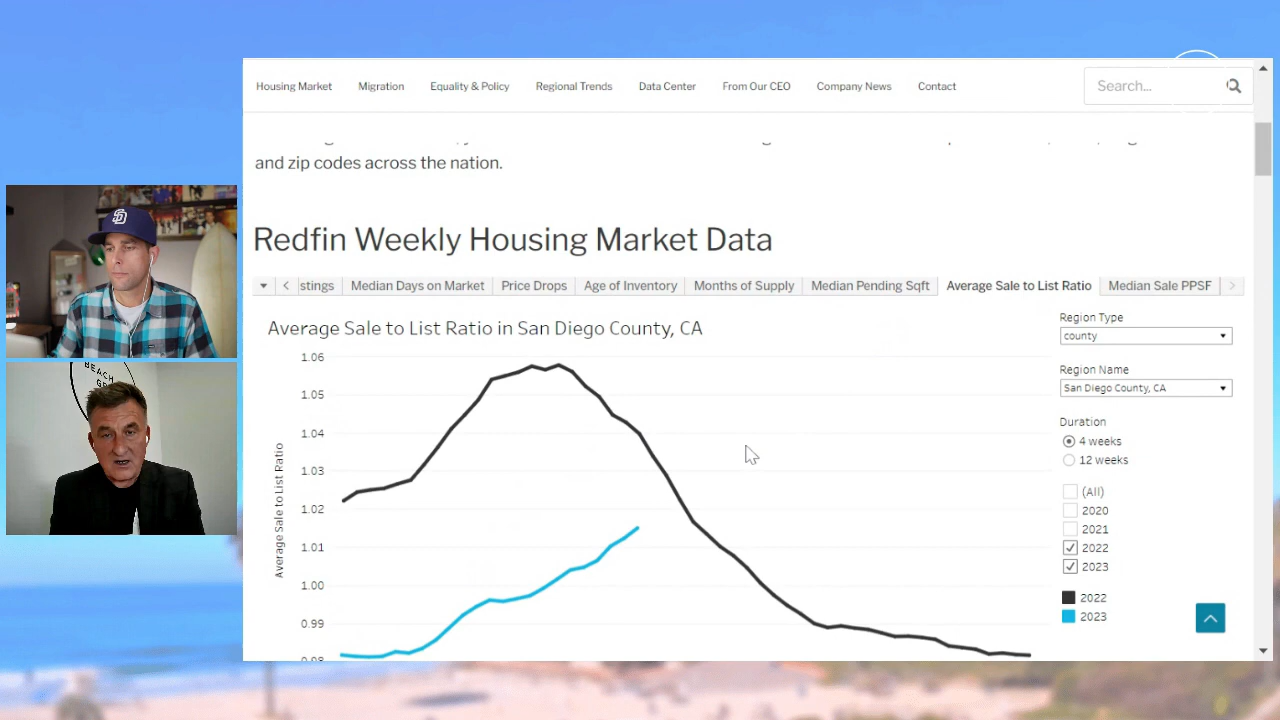 Housing Market Migration Equality & Policy Regional Trends Data Center From Our CEO Company News Contact Search...
and zip codes across the nation.
Redfin Weekly Housing Market Data
stings Median Days on Market Price Drops Age of Inventory Months of Supply Median Pending Sqft Average Sale to List Ratio Median Sale PPSF
Average Sale to List Ratio in San Diego County, CA
Region Type
county
Region Name
San Diego County, CA
Duration
4 weeks
12 weeks
(All)
2020
2021
2022
2023
2022
2023
1.06
1.05
1.04
1.03
1.02
1.01
1.00
0.99
0.98
Average Sale to List Ratio
SD
BEACH